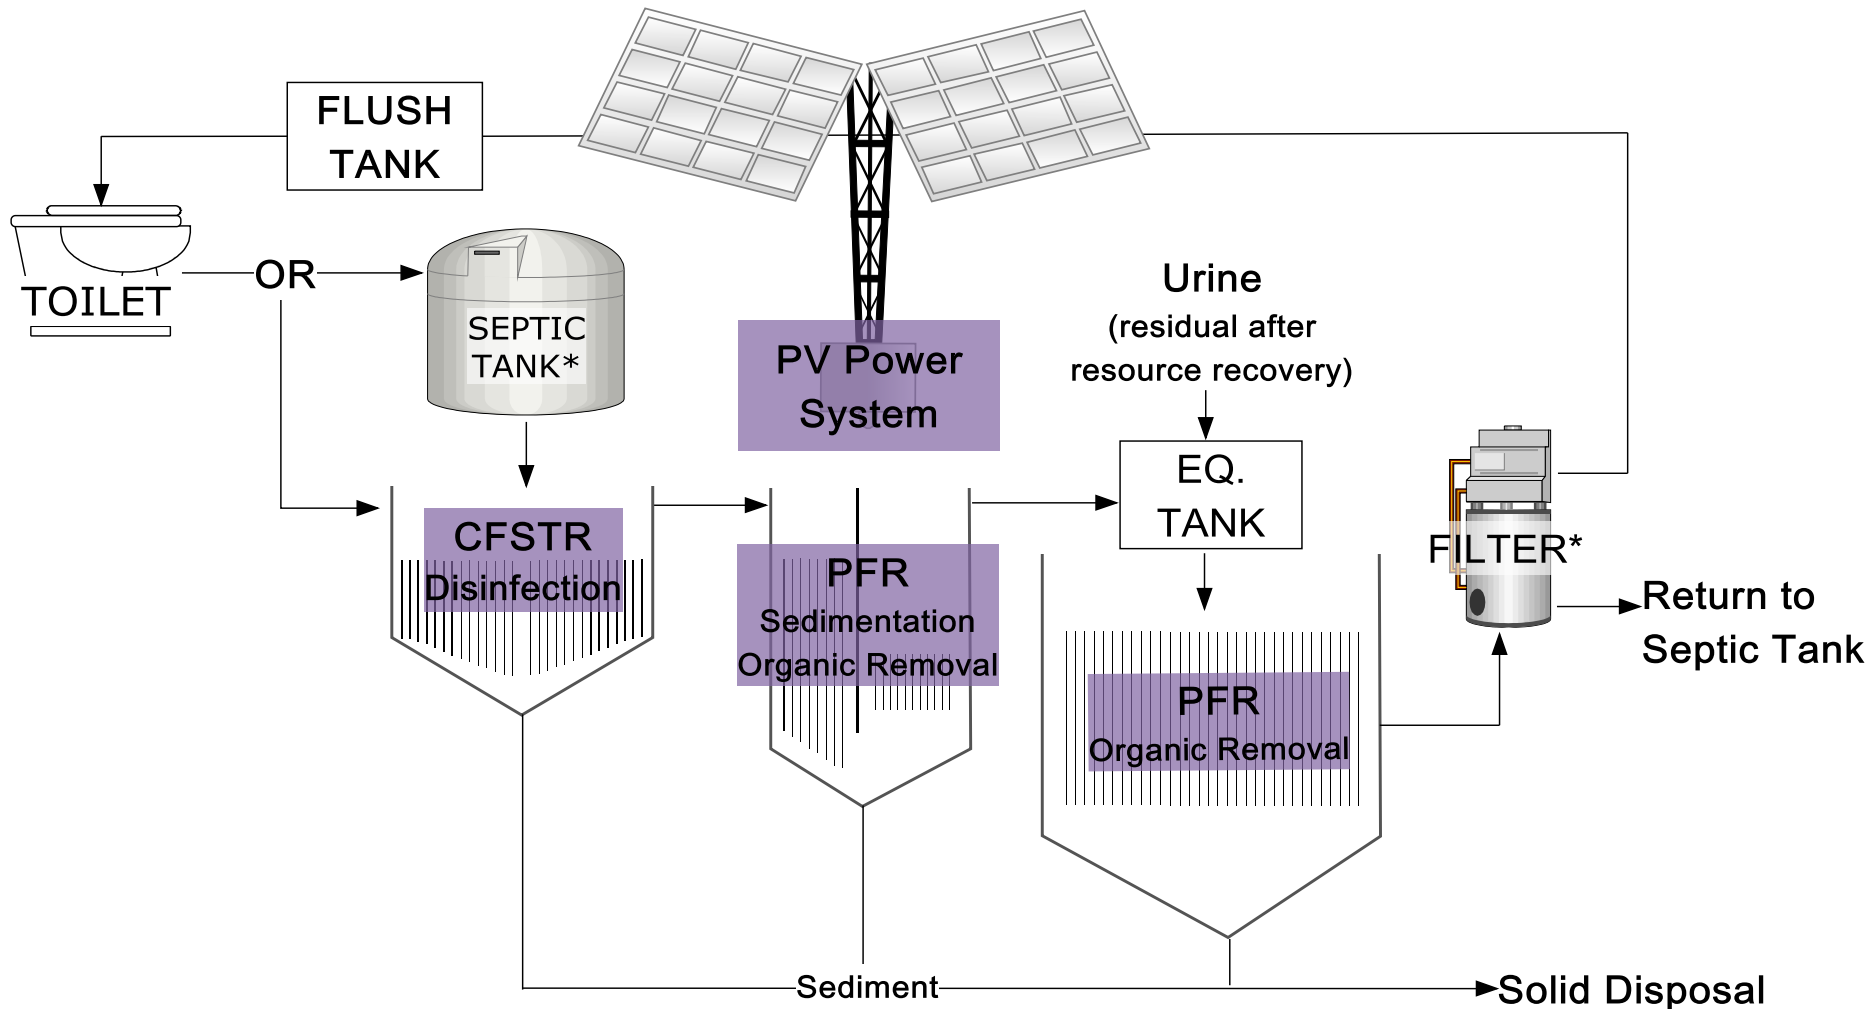 FLUSH
TANK
TOILET
OR
SEPTIC
TANK*
PV Power
System
Urine
(residual after
resource recovery)
EQ.
TANK
CFSTR
Disinfection
PFR
Sedimentation
Organic Removal
PFR
Organic Removal
FILTER*
Return to
Septic Tank
Sediment
Solid Disposal